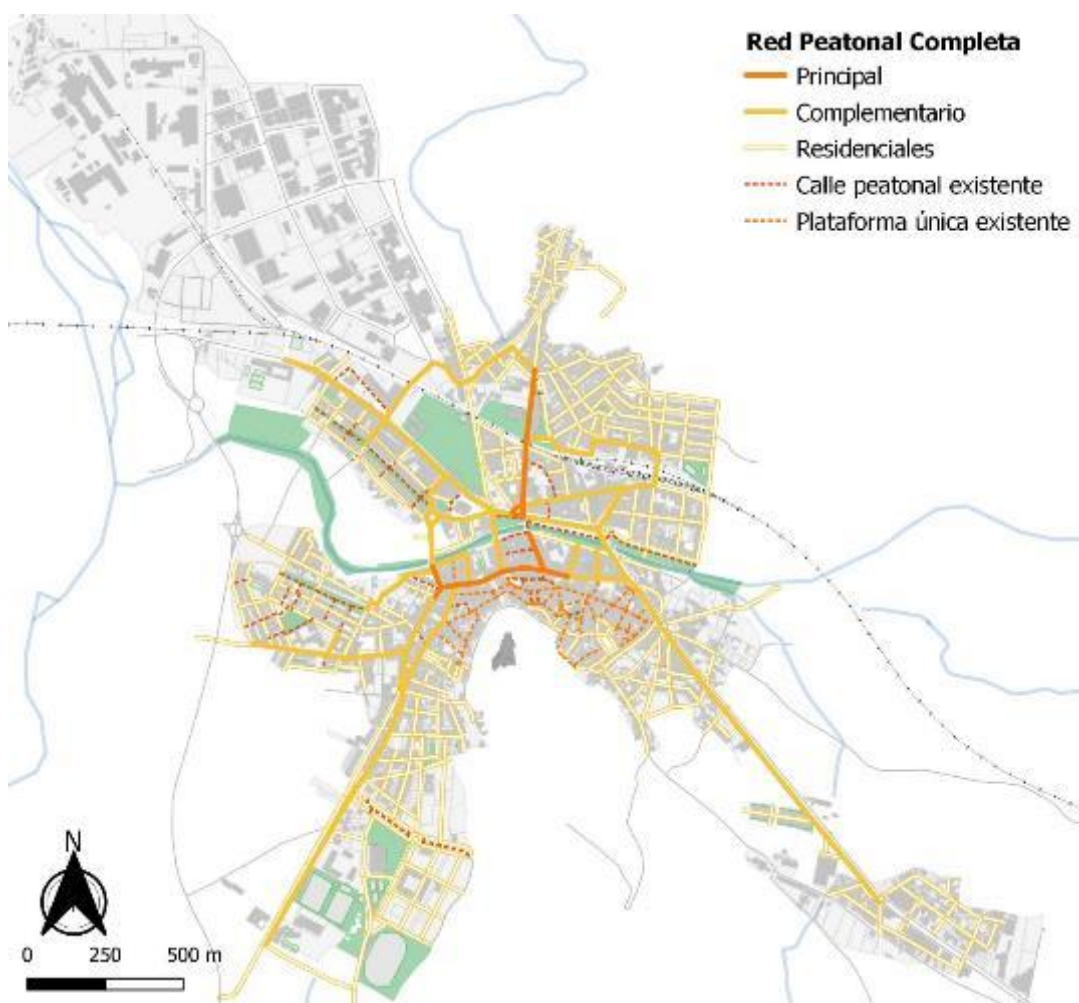 Red Peatonal Completa
Principal
Complementario
Residenciales
Calle peatonal existente
Plataforma única existente
N
0 250 500 m